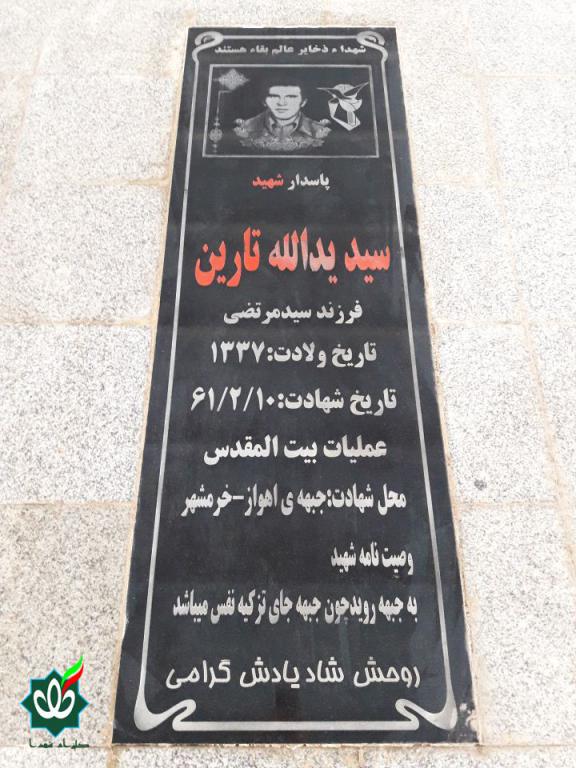 شهداء ذخایر عالم بقاء هستند
پاسدار شهید
سید یدالله تارین
فرزند سیدمرتضی
تاریخ ولادت:۱۳۳۷
تاریخ شهادت:۶۱/۲/۱۰
عملیات بیت المقدس
محل شهادت:جبهه ی اهواز-خرمشهر
وصیت نامه شهید
به جبهه رویدچون جبهه جای تزکیه نفس میباشد
روحش شاد یادش گرامی